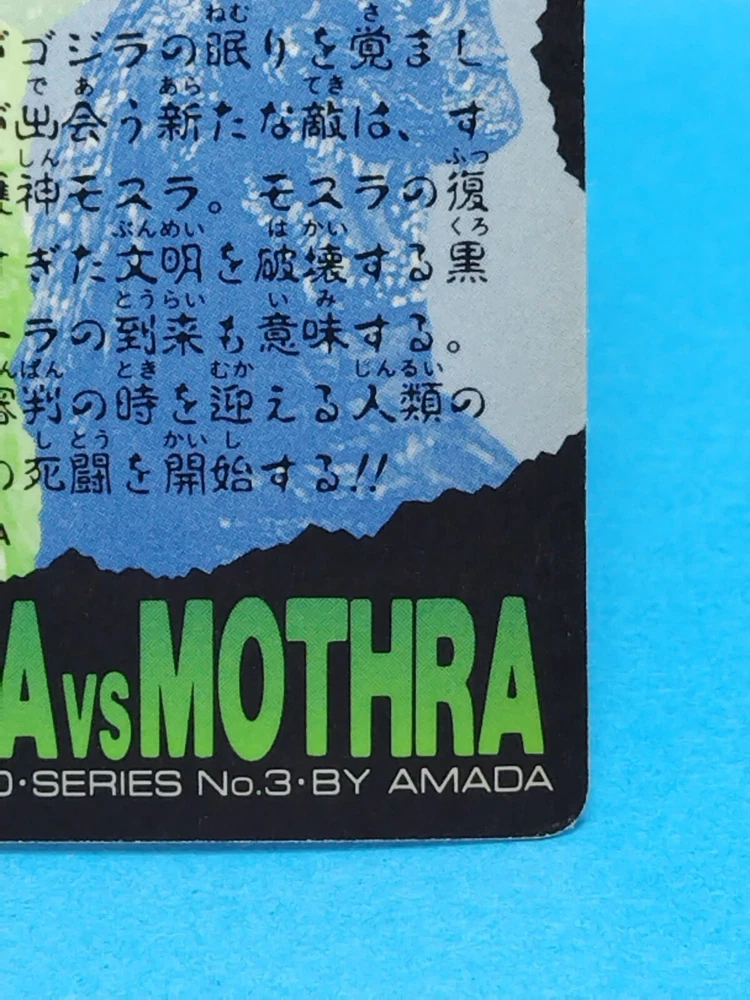 ゴジラの眠りを覚まし
出会う新たな敵は、す
神モスラ。モスラの復
ぎた文明を破壊する黒
ラの到来も意味する。
審判の時を迎える人類の
の死闘を開始する!!
A
A VS MOTHRA
D・SERIES No.3・BY AMADA